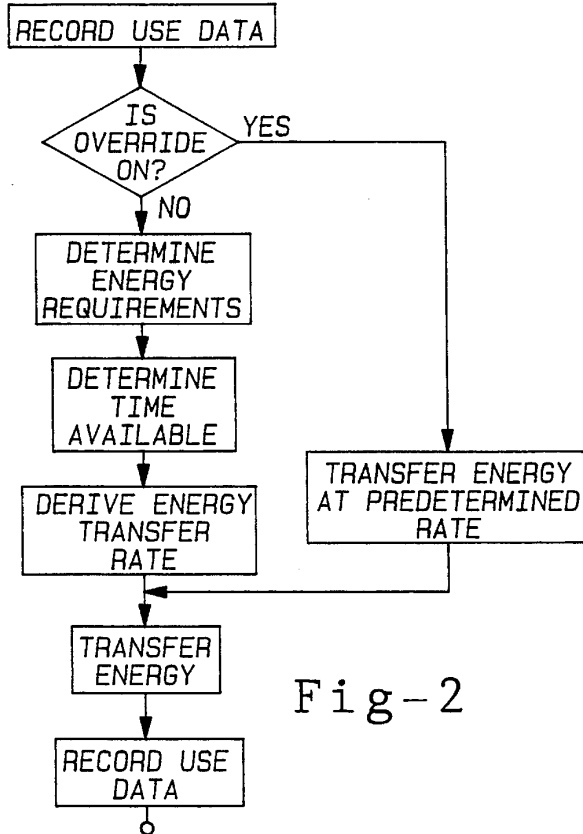 RECORD USE DATA
IS
OVERRIDE
ON?
YES
NO
DETERMINE
ENERGY
REQUIREMENTS
DETERMINE
TIME
AVAILABLE
DERIVE ENERGY
TRANSFER
RATE
TRANSFER ENERGY
AT PREDETERMINED
RATE
TRANSFER
ENERGY
RECORD USE
DATA
Fig-2